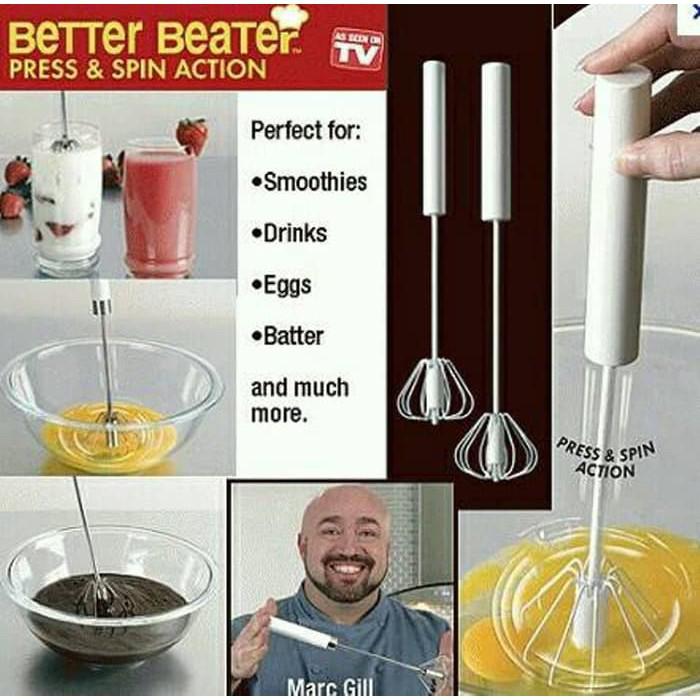 Better Beater™
PRESS & SPIN ACTION
AS SEEN ON
TV
Perfect for:
•Smoothies
•Drinks
•Eggs
•Batter
and much
more.
PRESS & SPIN
ACTION
Marc Gill